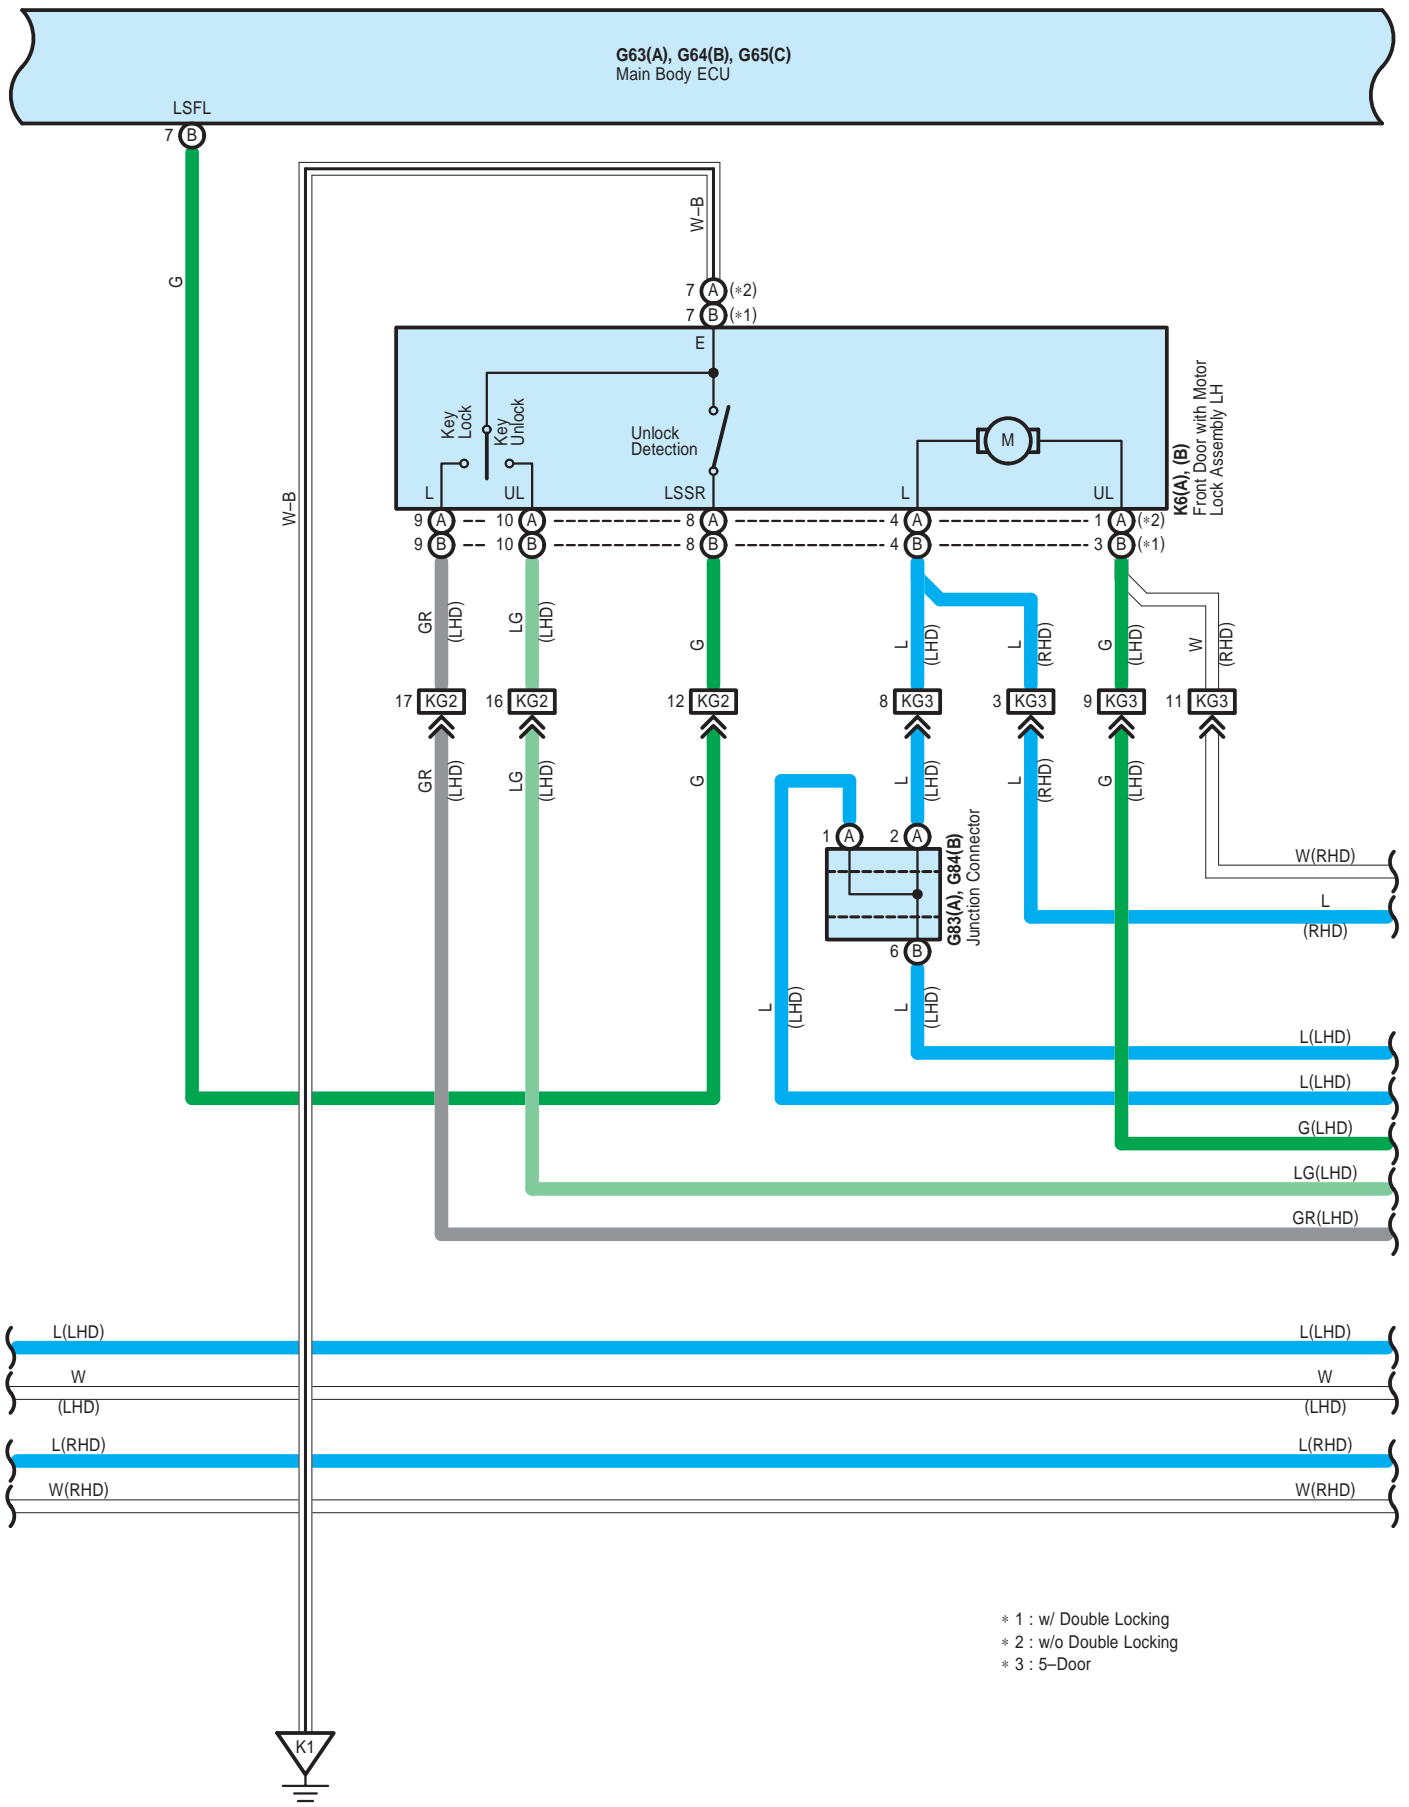 G63(A), G64(B), G65(C)
Main Body ECU
LSFL
7 B
G
W–B
W–B
7 A (∗2)
7 B (∗1)
E
Key Lock
Key Unlock
Unlock Detection
M
L UL LSSR L UL
K6(A), (B)
Front Door with Motor
Lock Assembly LH
9 A 10 A 8 A 4 A 1 A (∗2)
9 B 10 B 8 B 4 B 3 B (∗1)
GR (LHD) LG (LHD) G L (LHD) L (RHD) G (LHD) W (RHD)
17 KG2 16 KG2 12 KG2 8 KG3 3 KG3 9 KG3 11 KG3
GR (LHD) LG (LHD) G L (LHD) L (RHD) G (LHD)
1 A 2 A
G83(A), G84(B)
Junction Connector
6 B
W(RHD)
L
(RHD)
L (LHD) L (LHD)
L(LHD)
L(LHD)
G(LHD)
LG(LHD)
GR(LHD)
L(LHD) L(LHD)
W W
(LHD) (LHD)
L(RHD) L(RHD)
W(RHD) W(RHD)
∗ 1 : w/ Double Locking
∗ 2 : w/o Double Locking
∗ 3 : 5–Door
K1